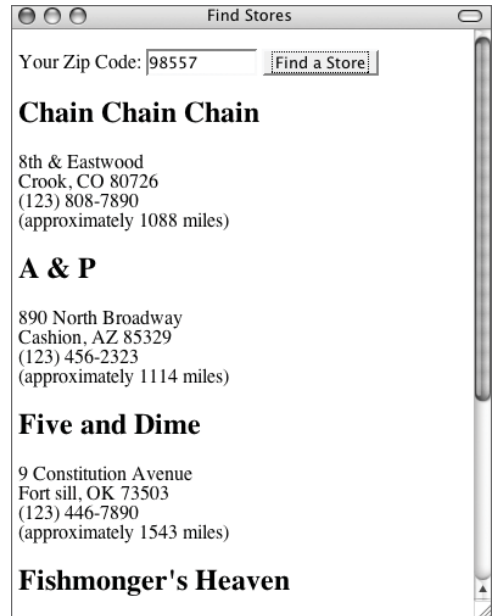 Find Stores
Your Zip Code: 98557 Find a Store
Chain Chain Chain
8th & Eastwood
Crook, CO 80726
(123) 808-7890
(approximately 1088 miles)
A & P
890 North Broadway
Cashion, AZ 85329
(123) 456-2323
(approximately 1114 miles)
Five and Dime
9 Constitution Avenue
Fort sill, OK 73503
(123) 446-7890
(approximately 1543 miles)
Fishmonger's Heaven